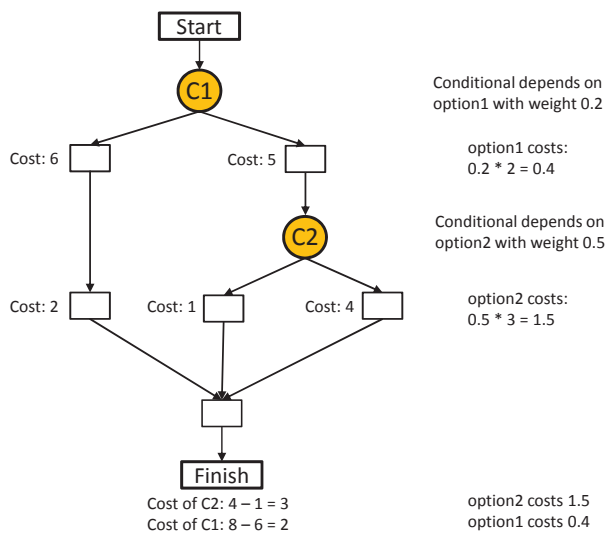 Start
C1
Conditional depends on
option1 with weight 0.2
Cost: 6
Cost: 5
option1 costs:
0.2 * 2 = 0.4
C2
Conditional depends on
option2 with weight 0.5
Cost: 2
Cost: 1
Cost: 4
option2 costs:
0.5 * 3 = 1.5
Finish
Cost of C2: 4 – 1 = 3
Cost of C1: 8 – 6 = 2
option2 costs 1.5
option1 costs 0.4